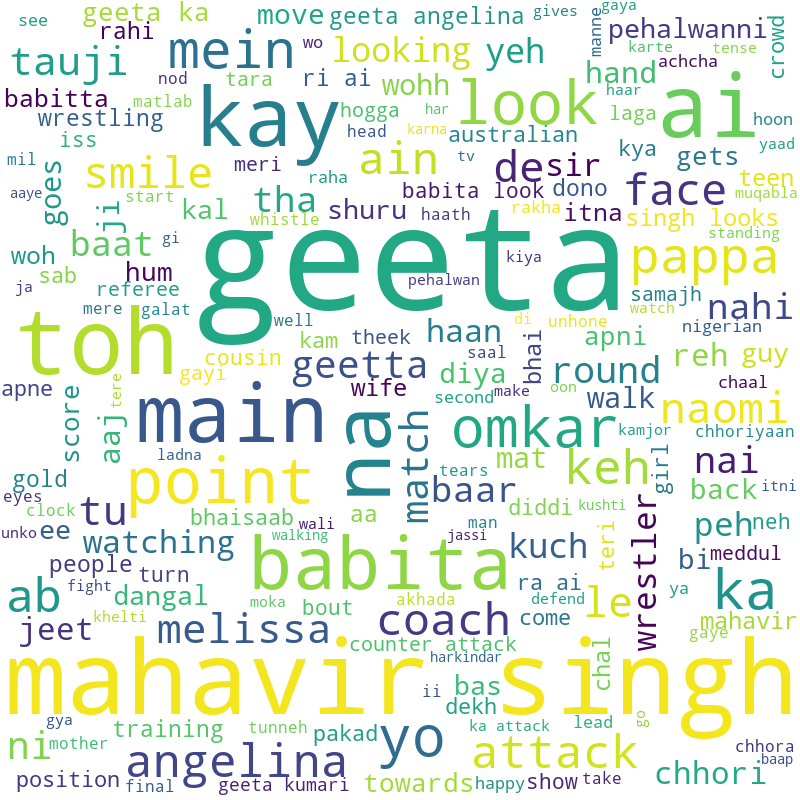 see geeta ka move geeta angelina gives gaya
rahi mein looking yeh wo manne pehalwanni crowd
tauji nod tara ri ai wohh look hand karte tense ai
babitta matlab kay hogga har laga haar achcha hoon
wrestling head karna australian kya gets yaad
iss meri ain desir
mil smile raha tv babita look dono face teen
aaye goes start ji kal tha shuru haath rakha itna singh looks muqabla
woh baat whistle geeta standing
sab gi kiya pappa
ja hum referee pehalwan samajh
mere galat well di unhone nahi watch
toh kam theek haan apni nigerian
cousin geetta saal bhai reh guy
apne gayi diya round chaal
tere aaj wife second make oon walk naomi
score main na match omkar kamjor chhoriyaan
ladna mat keh girl nai
gold point tears baar diddi back itni
eyes clock tu aa kushti peh neh
unko ee bhaisaab wali man jassi kuch teri wrestler bi meddul
watching walking
people turn babita ra ai ya
ab fight dangal moka bout akhada defend le ka
khelti come
jeet melissa coach mahavir
counter attack chal gaye
mahavir singh harkindar
ii bas
gya dekh go
ni training tunneh pakad yo ka attack lead
mother angelina attack chhora
chhori baap
position final geeta kumari towards happy show take